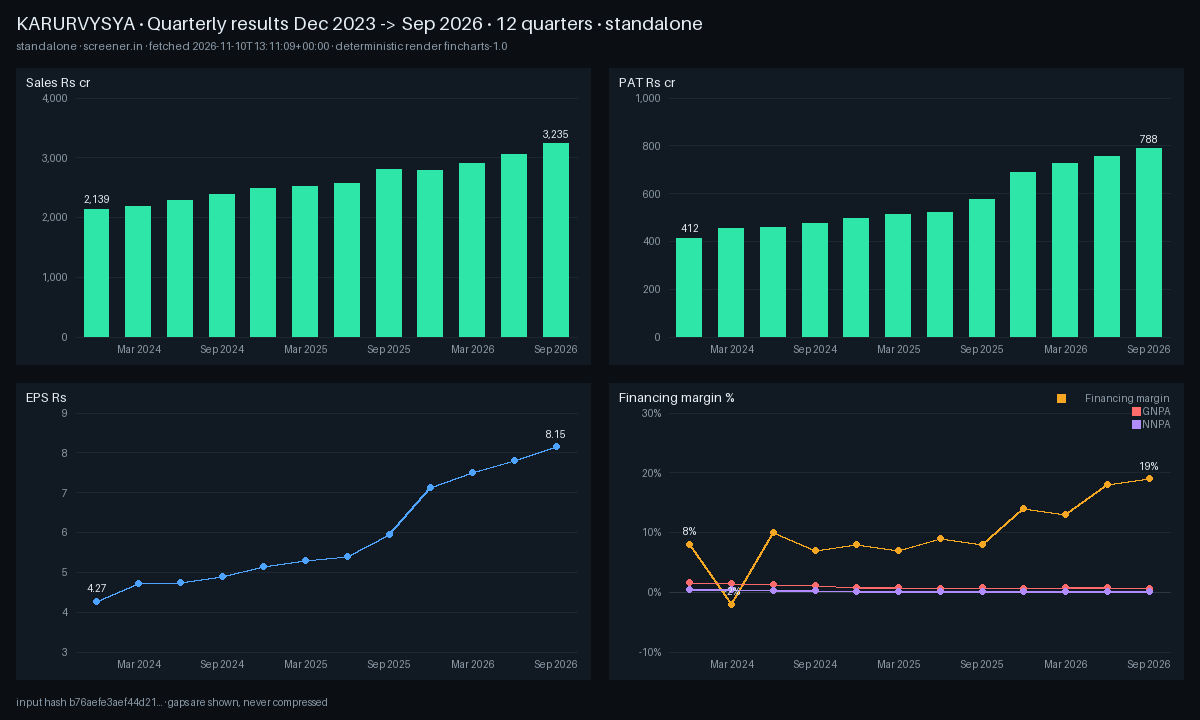 KARURVYSYA · Quarterly results Dec 2023 -> Sep 2026 · 12 quarters · standalone
standalone · screener.in · fetched 2026-11-10T13:11:09+00:00 · deterministic render fincharts-1.0
Sales Rs cr
4,000
3,000
2,000
1,000
0
2,139
3,235
Mar 2024
Sep 2024
Mar 2025
Sep 2025
Mar 2026
Sep 2026
PAT Rs cr
1,000
800
600
400
200
0
412
788
Mar 2024
Sep 2024
Mar 2025
Sep 2025
Mar 2026
Sep 2026
EPS Rs
9
8
7
6
5
4
3
4.27
8.15
Mar 2024
Sep 2024
Mar 2025
Sep 2025
Mar 2026
Sep 2026
Financing margin %
Financing margin
GNPA
NNPA
30%
20%
10%
0%
-10%
8%
-2%
19%
Mar 2024
Sep 2024
Mar 2025
Sep 2025
Mar 2026
Sep 2026
input hash b76aefe3aef44d21… · gaps are shown, never compressed